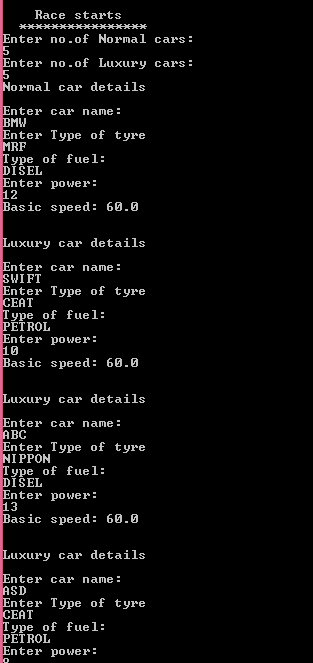 Race starts
****************
Enter no.of Normal cars:
5
Enter no.of Luxury cars:
5
Normal car details
Enter car name:
BMW
Enter Type of tyre
MRF
Type of fuel:
DISEL
Enter power:
12
Basic speed: 60.0
Luxury car details
Enter car name:
SWIFT
Enter Type of tyre
CEAT
Type of fuel:
PETROL
Enter power:
10
Basic speed: 60.0
Luxury car details
Enter car name:
ABC
Enter Type of tyre
NIPPON
Type of fuel:
DISEL
Enter power:
13
Basic speed: 60.0
Luxury car details
Enter car name:
ASD
Enter Type of tyre
CEAT
Type of fuel:
PETROL
Enter power: